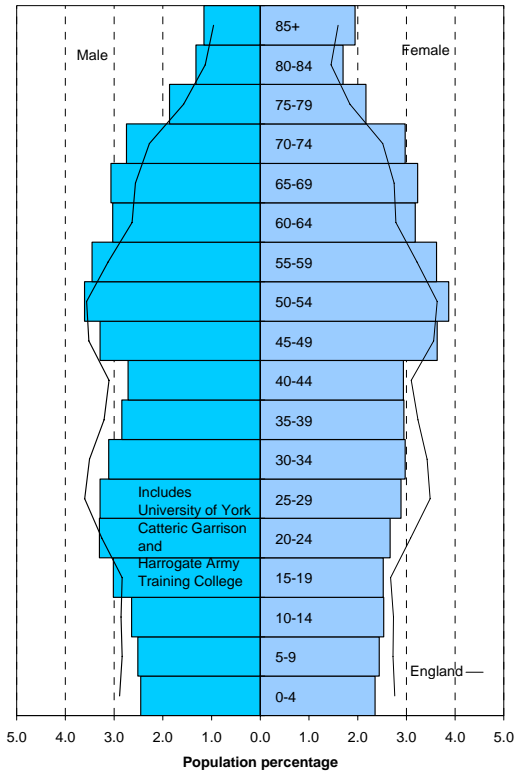 85+
Male
Female
80-84
75-79
70-74
65-69
60-64
55-59
50-54
45-49
40-44
35-39
30-34
Includes
25-29
University of York
Catteric Garrison
20-24
and
Harrogate Army
15-19
Training College
10-14
5-9
England
0-4
5.0 4.0 3.0 2.0 1.0 0.0 1.0 2.0 3.0 4.0 5.0
Population percentage